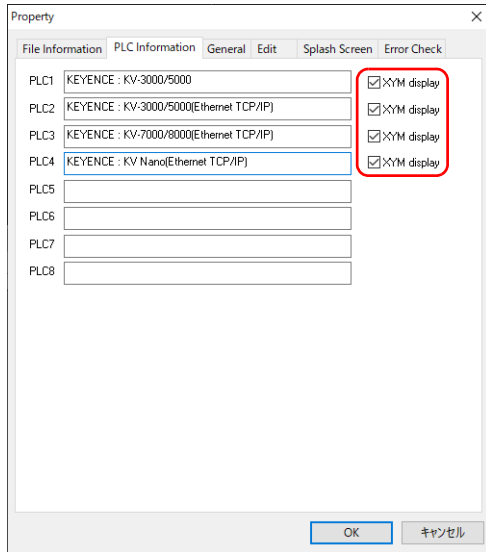 Property
File Information PLC Information General Edit Splash Screen Error Check
PLC1 KEYENCE : KV-3000/5000 XYM display
PLC2 KEYENCE : KV-3000/5000(Ethernet TCP/IP) XYM display
PLC3 KEYENCE : KV-7000/8000(Ethernet TCP/IP) XYM display
PLC4 KEYENCE : KV Nano(Ethernet TCP/IP) XYM display
PLC5
PLC6
PLC7
PLC8
OK キャンセル